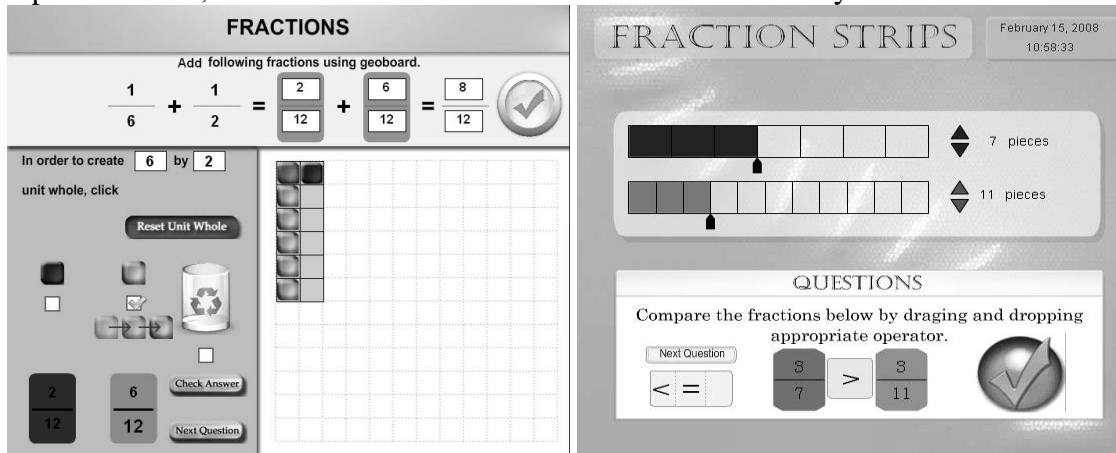 FRACTIONS
Add following fractions using geoboard.
1/6 + 1/2 = 2/12 + 6/12 = 8/12
In order to create 6 by 2
unit whole, click
Reset Unit Whole
2/12
6/12
Check Answer
Next Question
FRACTION STRIPS
February 15, 2008
10:58:33
7 pieces
11 pieces
QUESTIONS
Compare the fractions below by draging and dropping
appropriate operator.
Next Question
< =
3/7 > 3/11